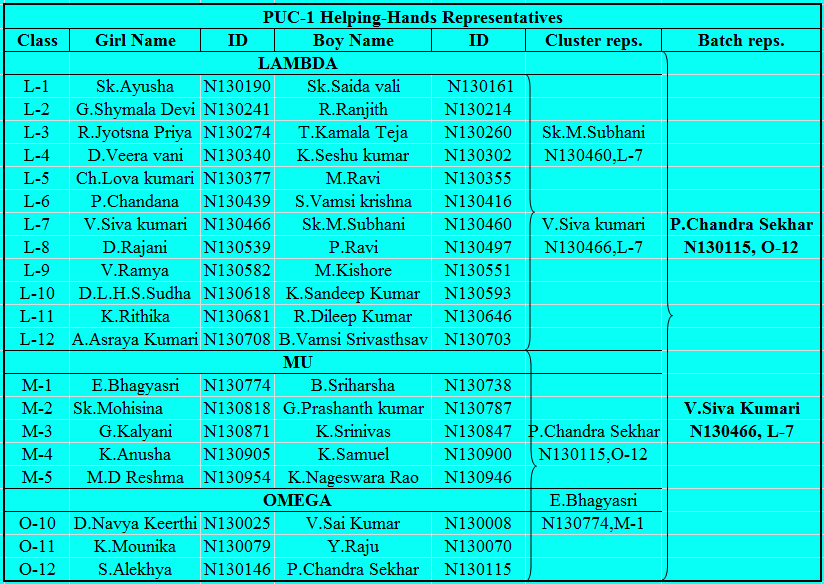 PUC-1 Helping-Hands Representatives
Class Girl Name ID Boy Name ID Cluster reps. Batch reps.
LAMBDA
L-1 Sk.Ayusha N130190 Sk.Saida vali N130161
L-2 G.Shymala Devi N130241 R.Ranjith N130214
L-3 R.Jyotsna Priya N130274 T.Kamala Teja N130260 Sk.M.Subhani
L-4 D.Veera vani N130340 K.Seshu kumar N130302 N130460,L-7
L-5 Ch.Lova kumari N130377 M.Ravi N130355
L-6 P.Chandana N130439 S.Vamsi krishna N130416
L-7 V.Siva kumari N130466 Sk.M.Subhani N130460 V.Siva kumari P.Chandra Sekhar
L-8 D.Rajani N130539 P.Ravi N130497 N130466,L-7 N130115, O-12
L-9 V.Ramya N130582 M.Kishore N130551
L-10 D.L.H.S.Sudha N130618 K.Sandeep Kumar N130593
L-11 K.Rithika N130681 R.Dileep Kumar N130646
L-12 A.Asraya Kumari N130708 B.Vamsi Srivasthsav N130703
MU
M-1 E.Bhagyasri N130774 B.Sriharsha N130738
M-2 Sk.Mohisina N130818 G.Prashanth kumar N130787 V.Siva Kumari
M-3 G.Kalyani N130871 K.Srinivas N130847 P.Chandra Sekhar N130466, L-7
M-4 K.Anusha N130905 K.Samuel N130900 N130115,O-12
M-5 M.D Reshma N130954 K.Nageswara Rao N130946
OMEGA E.Bhagyasri
O-10 D.Navya Keerthi N130025 V.Sai Kumar N130008 N130774,M-1
O-11 K.Mounika N130079 Y.Raju N130070
O-12 S.Alekhya N130146 P.Chandra Sekhar N130115